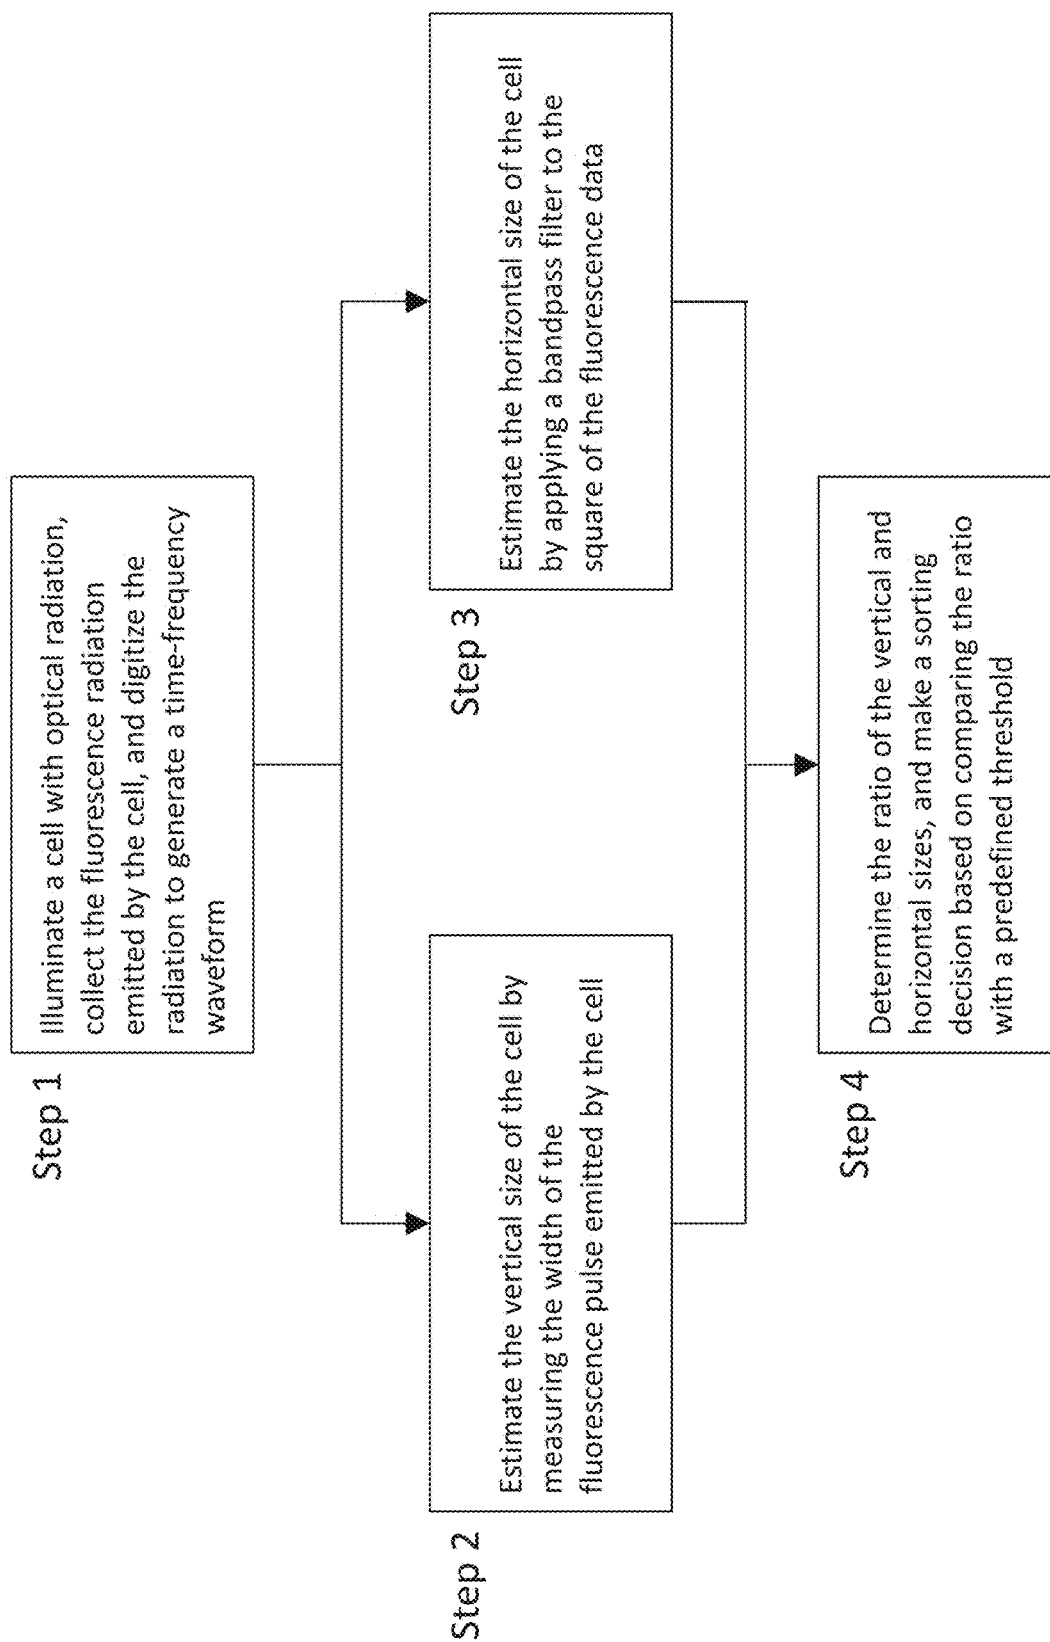 Step 1
Illuminate a cell with optical radiation,
collect the fluorescence radiation
emitted by the cell, and digitize the
radiation to generate a time-frequency
waveform
Step 2
Estimate the vertical size of the cell by
measuring the width of the
fluorescence pulse emitted by the cell
Step 3
Estimate the horizontal size of the cell
by applying a bandpass filter to the
square of the fluorescence data
Step 4
Determine the ratio of the vertical and
horizontal sizes, and make a sorting
decision based on comparing the ratio
with a predefined threshold